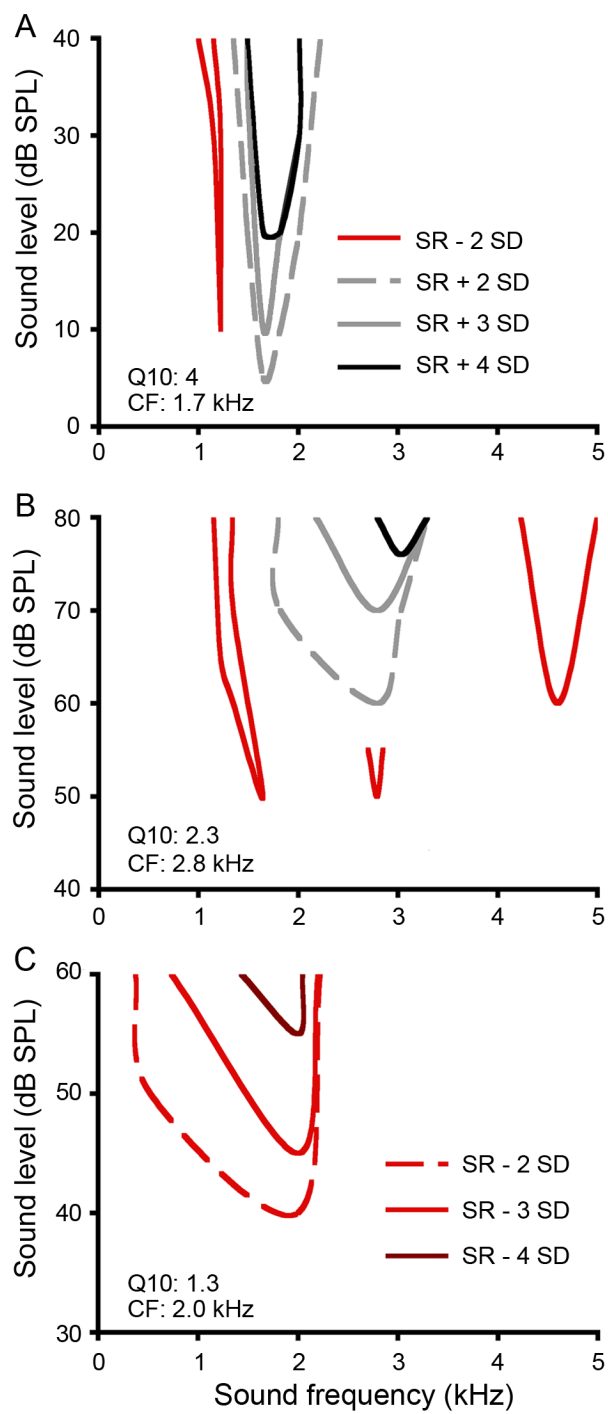 A
Sound level (dB SPL)
40
30
20
10
0
SR - 2 SD
SR + 2 SD
SR + 3 SD
SR + 4 SD
Q10: 4
CF: 1.7 kHz
0 1 2 3 4 5
B
Sound level (dB SPL)
80
70
60
50
40
Q10: 2.3
CF: 2.8 kHz
0 1 2 3 4 5
C
Sound level (dB SPL)
60
50
40
30
SR - 2 SD
SR - 3 SD
SR - 4 SD
Q10: 1.3
CF: 2.0 kHz
0 1 2 3 4 5
Sound frequency (kHz)